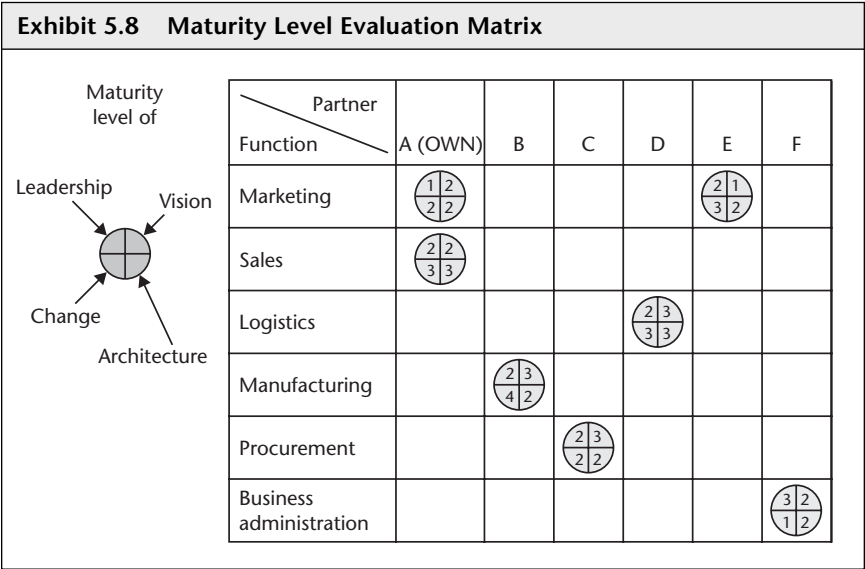 Exhibit 5.8 Maturity Level Evaluation Matrix
Maturity
level of
Leadership
Vision
Change
Architecture
Partner
Function A (OWN) B C D E F
Marketing
1 2 2 1
2 2 3 2
Sales
2 2
3 3
Logistics
2 3
3 3
Manufacturing
2 3
4 2
Procurement
2 3
2 2
Business
administration
3 2
1 2